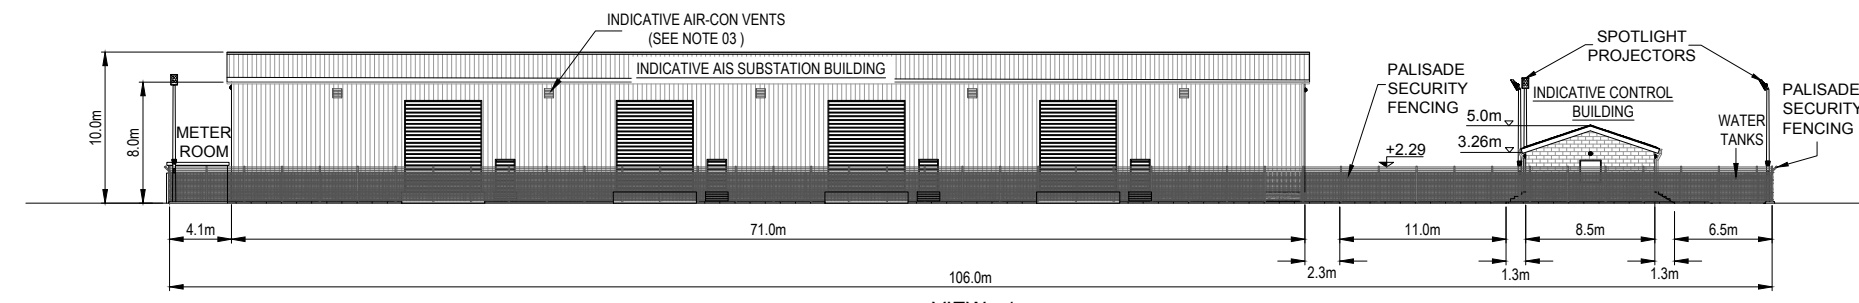 INDICATIVE AIR-CON VENTS
(SEE NOTE 03 )
INDICATIVE AIS SUBSTATION BUILDING
SPOTLIGHT
PROJECTORS
PALISADE
SECURITY
FENCING
INDICATIVE CONTROL
BUILDING
PALISADE
SECURITY
FENCING
WATER
TANKS
METER
ROOM
10.0m
8.0m
5.0m
3.26m
+2.29
4.1m
71.0m
11.0m
8.5m
6.5m
2.3m
1.3m
1.3m
106.0m